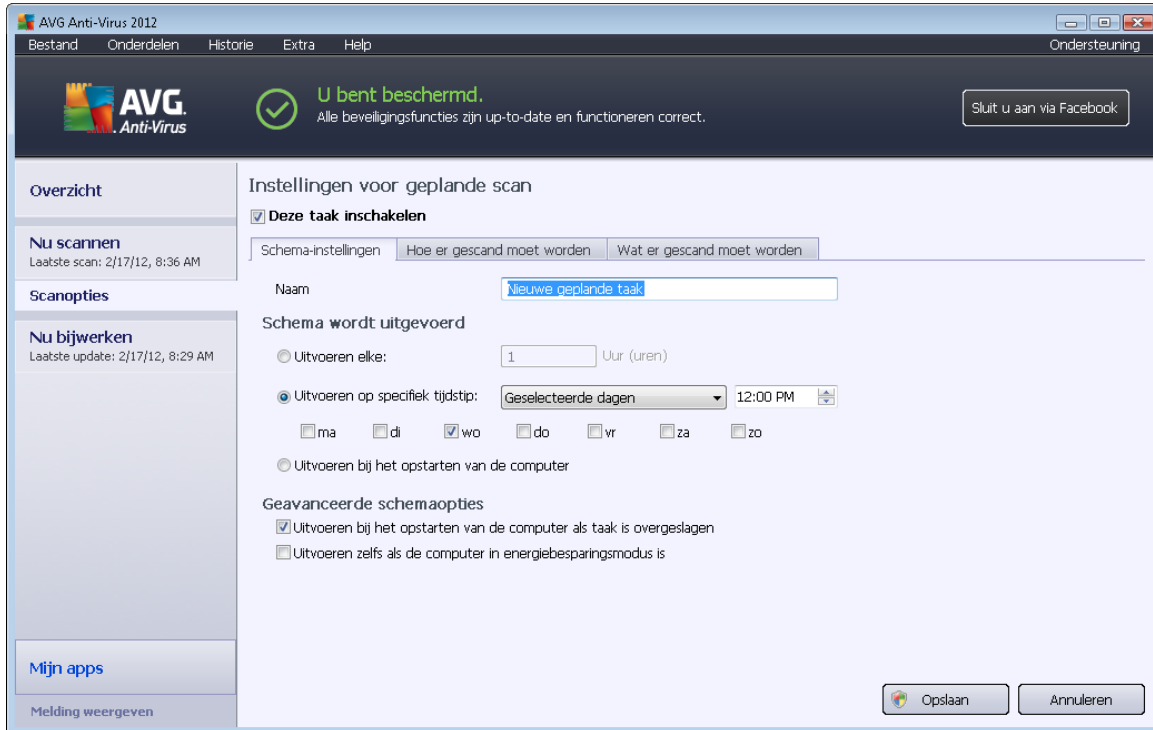 AVG Anti-Virus 2012
Bestand Onderdelen Historie Extra Help Ondersteuning
AVG.
Anti-Virus
U bent beschermd.
Alle beveiligingsfuncties zijn up-to-date en functioneren correct.
Sluit u aan via Facebook
Overzicht
Nu scannen
Laatste scan: 2/17/12, 8:36 AM
Scanopties
Nu bijwerken
Laatste update: 2/17/12, 8:29 AM
Mijn apps
Melding weergeven
Instellingen voor geplande scan
Deze taak inschakelen
Schema-instellingen Hoe er gescand moet worden Wat er gescand moet worden
Naam Nieuwe geplande taak
Schema wordt uitgevoerd
Uitvoeren elke: 1 Uur (uren)
Uitvoeren op specifiek tijdstip: Geselecteerde dagen 12:00 PM
ma di wo do vr za zo
Uitvoeren bij het opstarten van de computer
Geavanceerde schemaopties
Uitvoeren bij het opstarten van de computer als taak is overgeslagen
Uitvoeren zelfs als de computer in energiebesparingsmodus is
Opslaan Annuleren